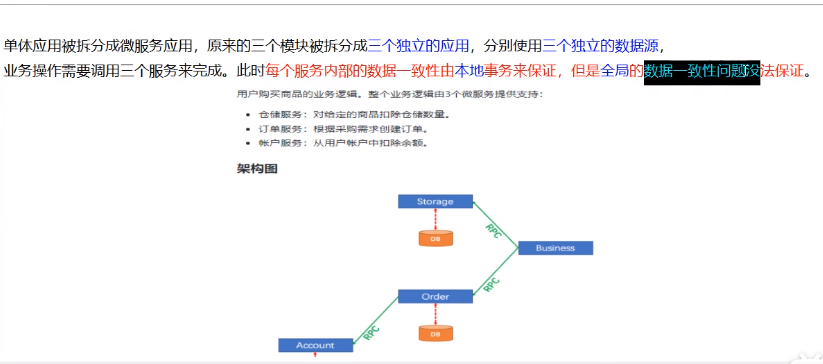 单体应用被拆分成微服务应用，原来的三个模块被拆分成三个独立的应用，分别使用三个独立的数据源，
业务操作需要调用三个服务来完成。此时每个服务内部的数据一致性由本地事务来保证，但是全局的数据一致性问题没法保证。
用户购买商品的业务逻辑。整个业务逻辑由3个微服务提供支持：
• 仓储服务：对给定的商品扣除仓储数量。
• 订单服务：根据采购需求创建订单。
• 帐户服务：从用户帐户中扣除余额。
架构图
Storage
DB
RPC
Business
RPC
Order
DB
RPC
Account